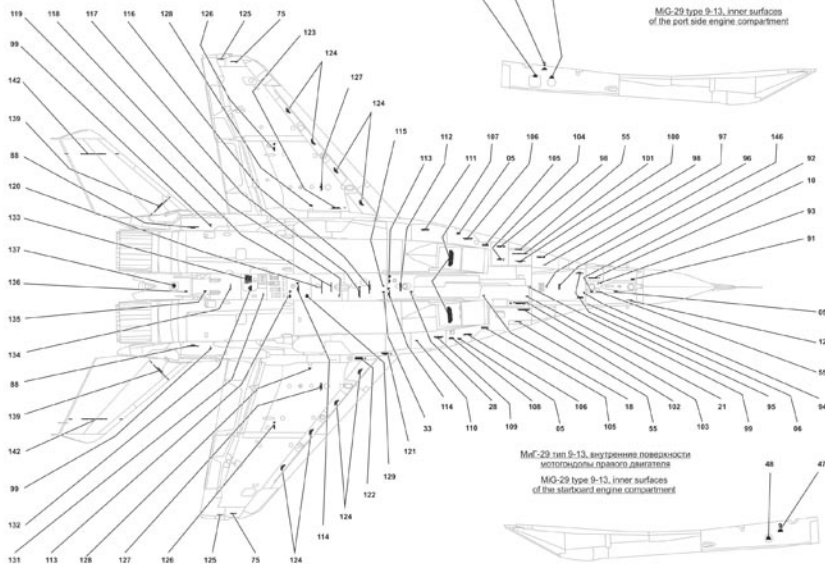 MiG-29 type 9-13, inner surfaces
of the port side engine compartment
119 118 117 116 128 126 125 75 123
99 124
142 127
124
139 115 112 107 106 104 55 100 97 146
113 111 05 105 98 101 98 96 92
88 10
120 93
133 91
137
136
135
134
88
139
142
99
132
131 113 128 127 126 125 75 124 114 124 122 129 121 33
114 28 108 106 18 102 21 95 06
110 109 05 105 55 103 99 94
05
12
55
МиГ-29 тип 9-13, внутренние поверхности
мотогондолы правого двигателя
MiG-29 type 9-13, inner surfaces
of the starboard engine compartment
48 47